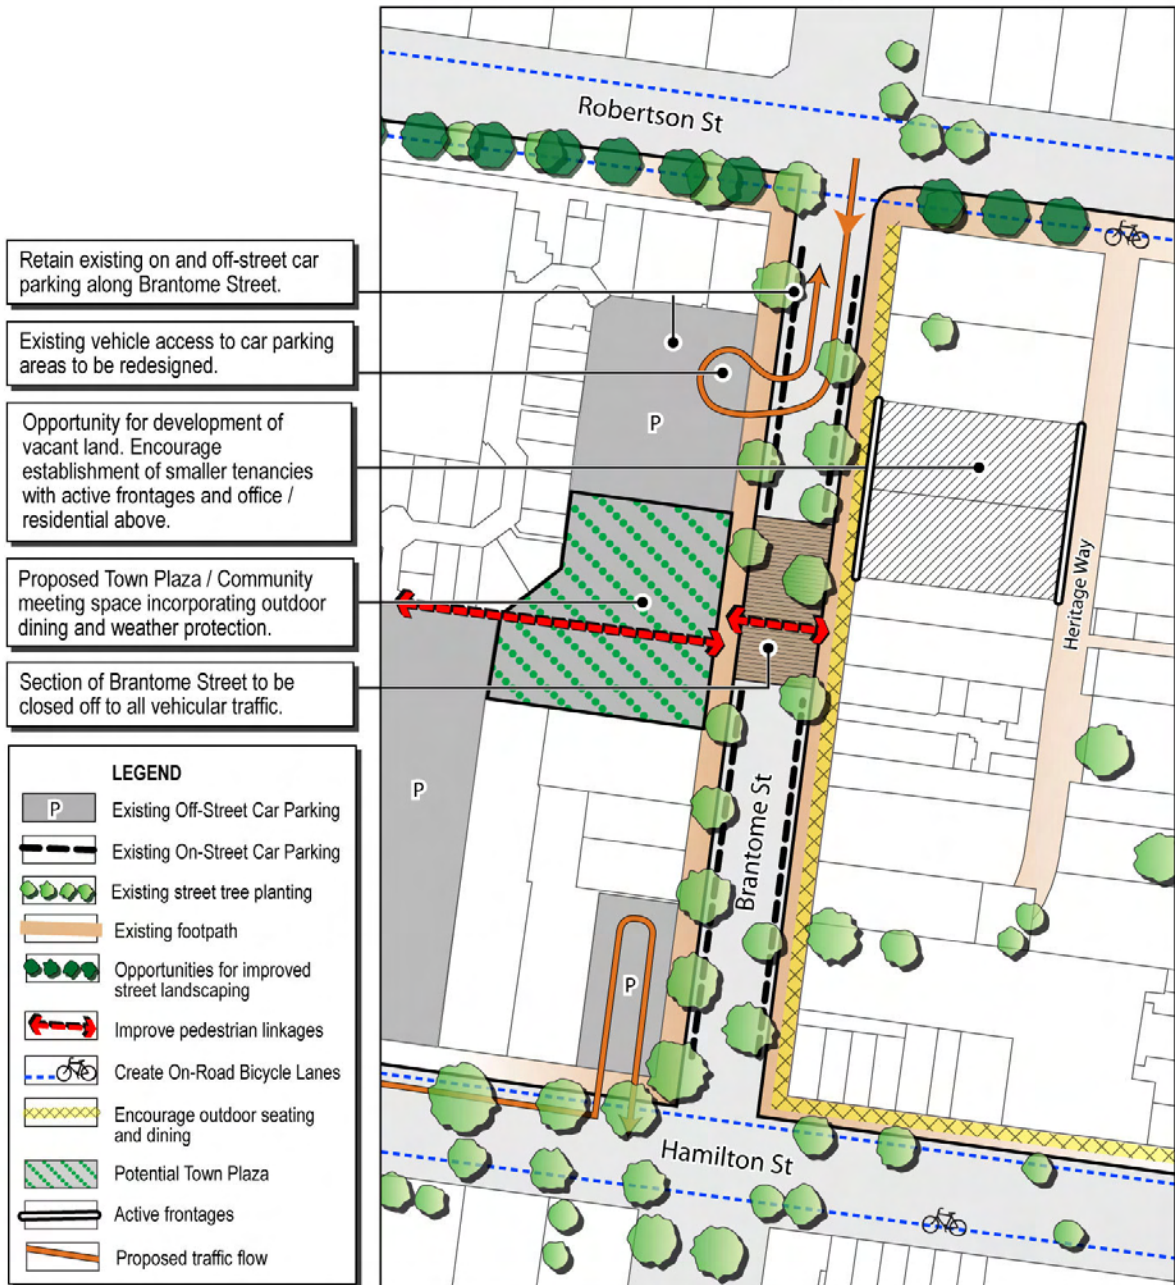 Retain existing on and off-street car
parking along Brantome Street.
Existing vehicle access to car parking
areas to be redesigned.
Opportunity for development of
vacant land. Encourage
establishment of smaller tenancies
with active frontages and office /
residential above.
Proposed Town Plaza / Community
meeting space incorporating outdoor
dining and weather protection.
Section of Brantome Street to be
closed off to all vehicular traffic.
LEGEND
P
Existing Off-Street Car Parking
Existing On-Street Car Parking
Existing street tree planting
Existing footpath
Opportunities for improved
street landscaping
Improve pedestrian linkages
Create On-Road Bicycle Lanes
Encourage outdoor seating
and dining
Potential Town Plaza
Active frontages
Proposed traffic flow
Robertson St
P
Heritage Way
P
Brantome St
P
Hamilton St